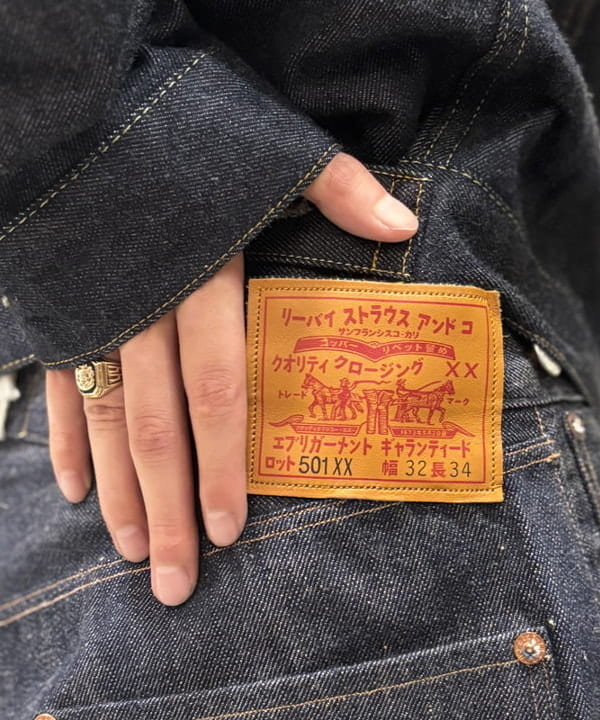 リーバイ ストラウス アンド コ
サンフランシスコ・カリ
コッパー リベット留め
クオリティ クロージング XX
トレード マーク
エブリガーメント ギャランティード
ロット 501XX 幅 32 長 34